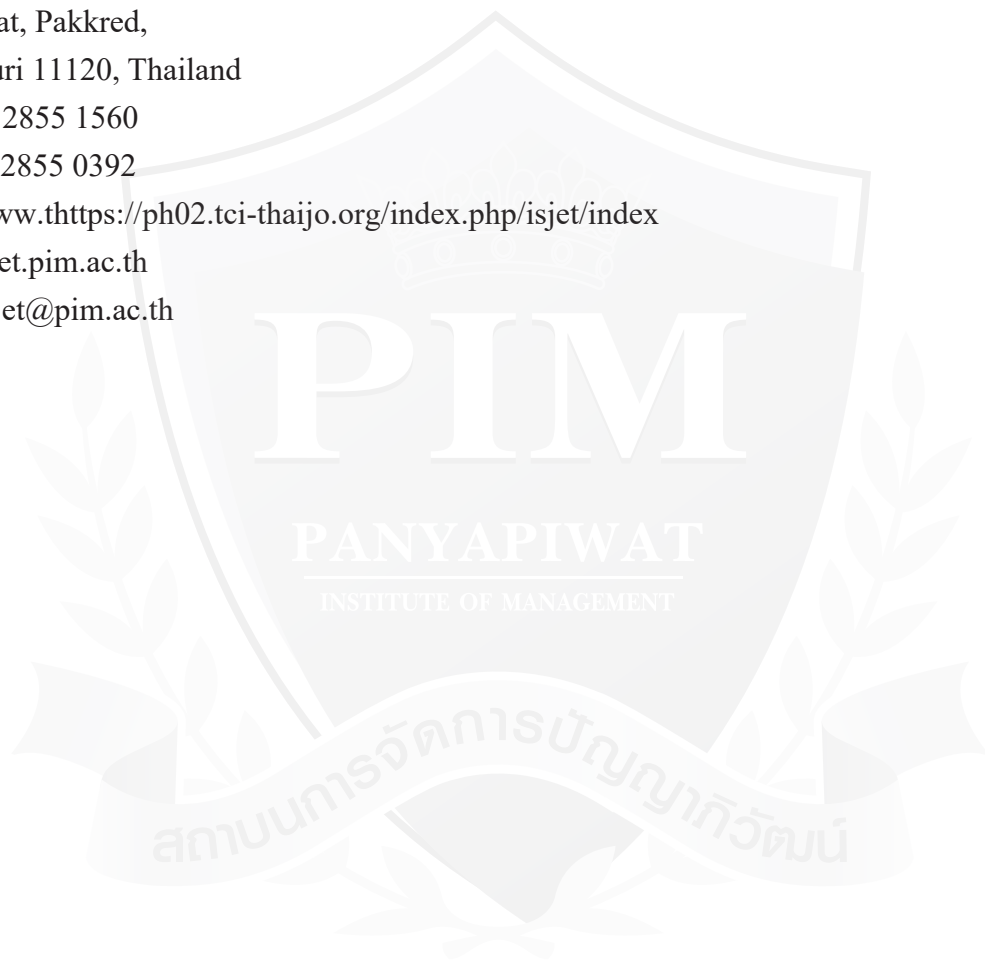 at, Pakkred,
uri 11120, Thailand
2855 1560
2855 0392
ww.thttps://ph02.tci-thaijo.org/index.php/isjet/index
et.pim.ac.th
et@pim.ac.th
PIM
PANYAPIWAT
INSTITUTE OF MANAGEMENT
สถาบันการจัดการปัญญาภิวัฒน์